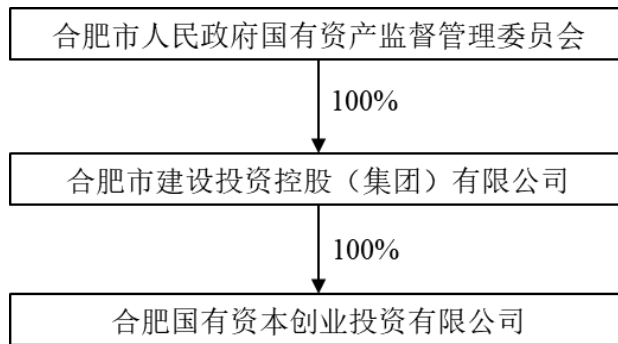 合肥市人民政府国有资产监督管理委员会
100%
合肥市建设投资控股（集团）有限公司
100%
合肥国有资本创业投资有限公司